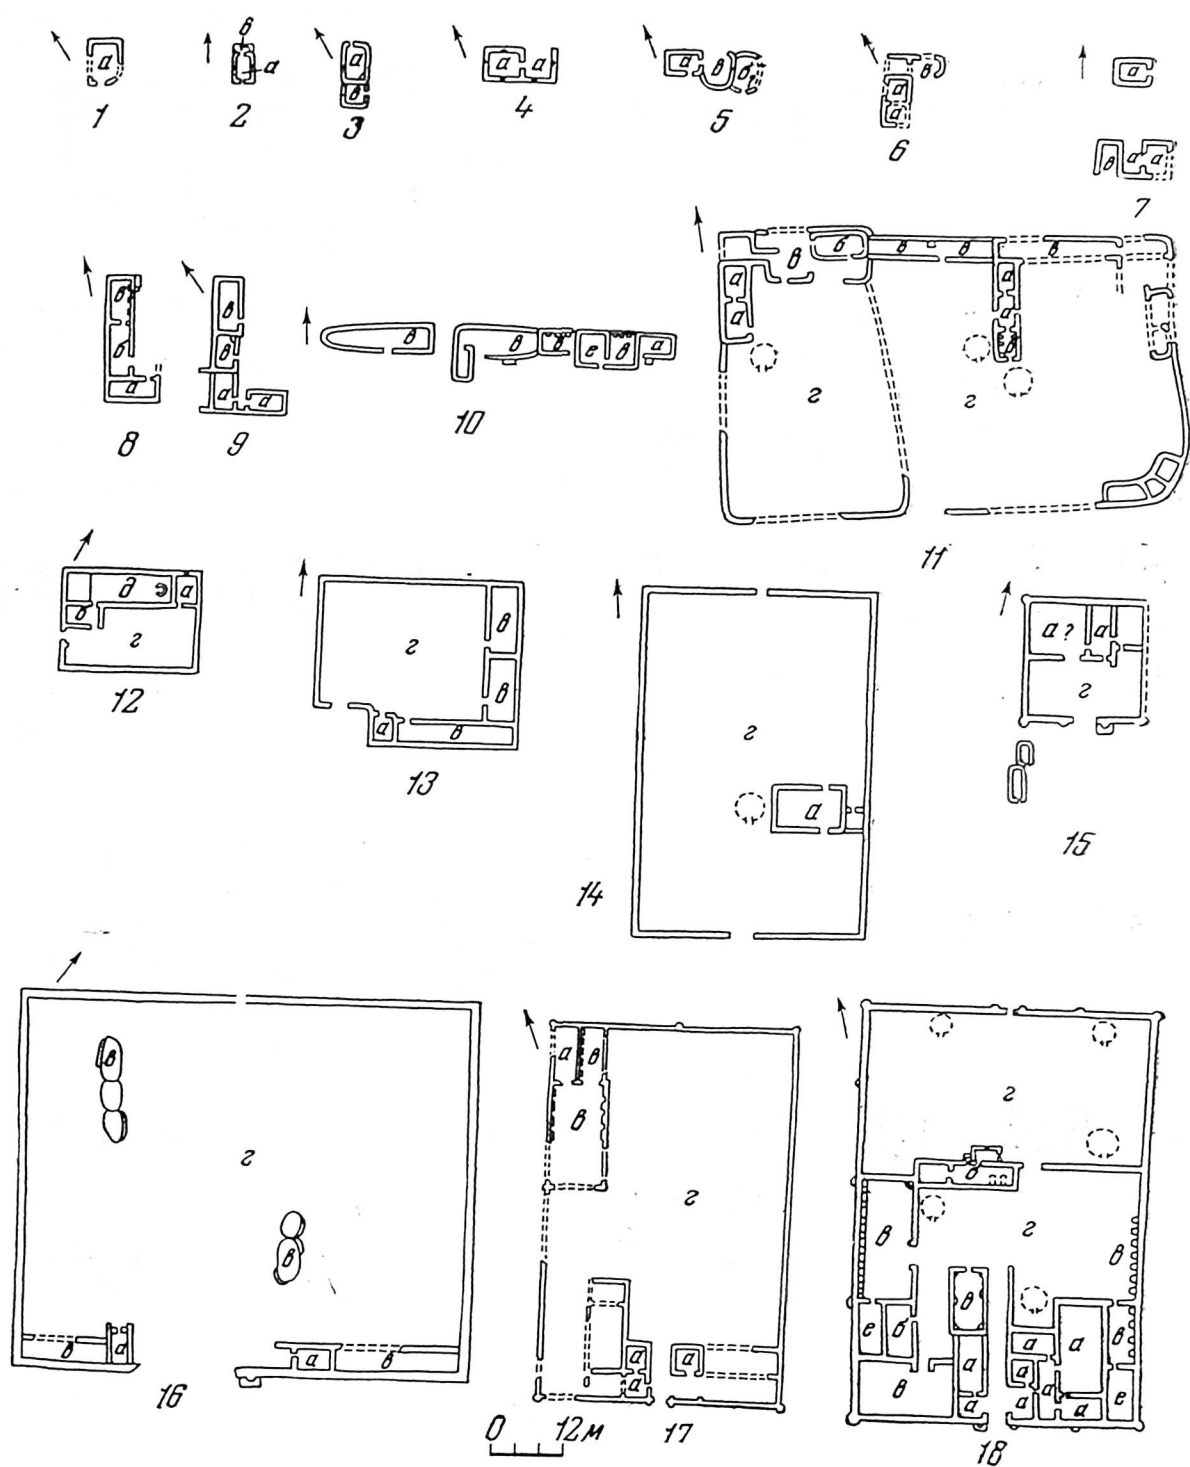 а
1
б
а
2
а
в
3
а а
4
а в б
5
в
а
а
6
а
в а а
7
в
б
а
8
в
в
а а
9
в в в е в а
10
в б в в в
а а
а а
в
г г
11
д а
в
г
12
г
в
в
а в
13
г
а
14
а? а
г
15
в
г
в
в а
а в
16
а в
в
г
а а
а
17
г
б
в г в
в
е б а а в
а
а а
в а а а е
18
0 12 м